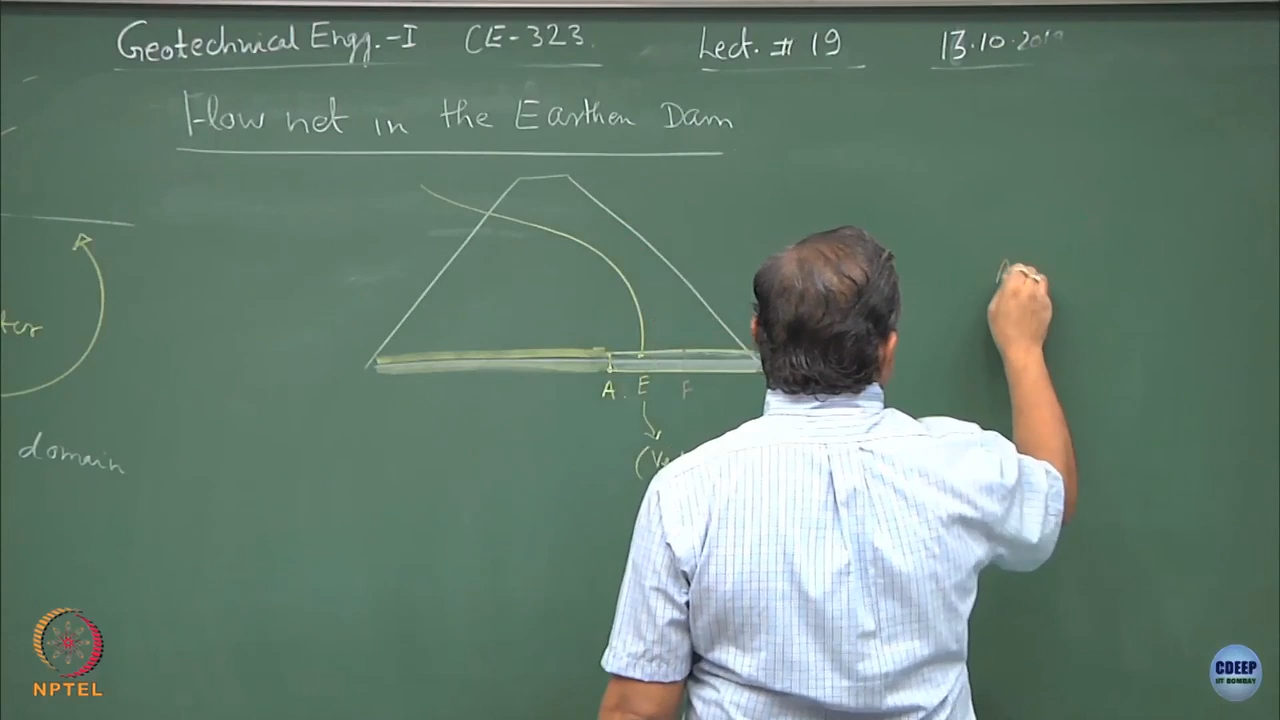 Geotechnical Engg.-I CE-323. Lect. # 19 13.10.2019
Flow net in the Earthen Dam
A. E F
domain
NPTEL
CDEEP
IIT BOMBAY